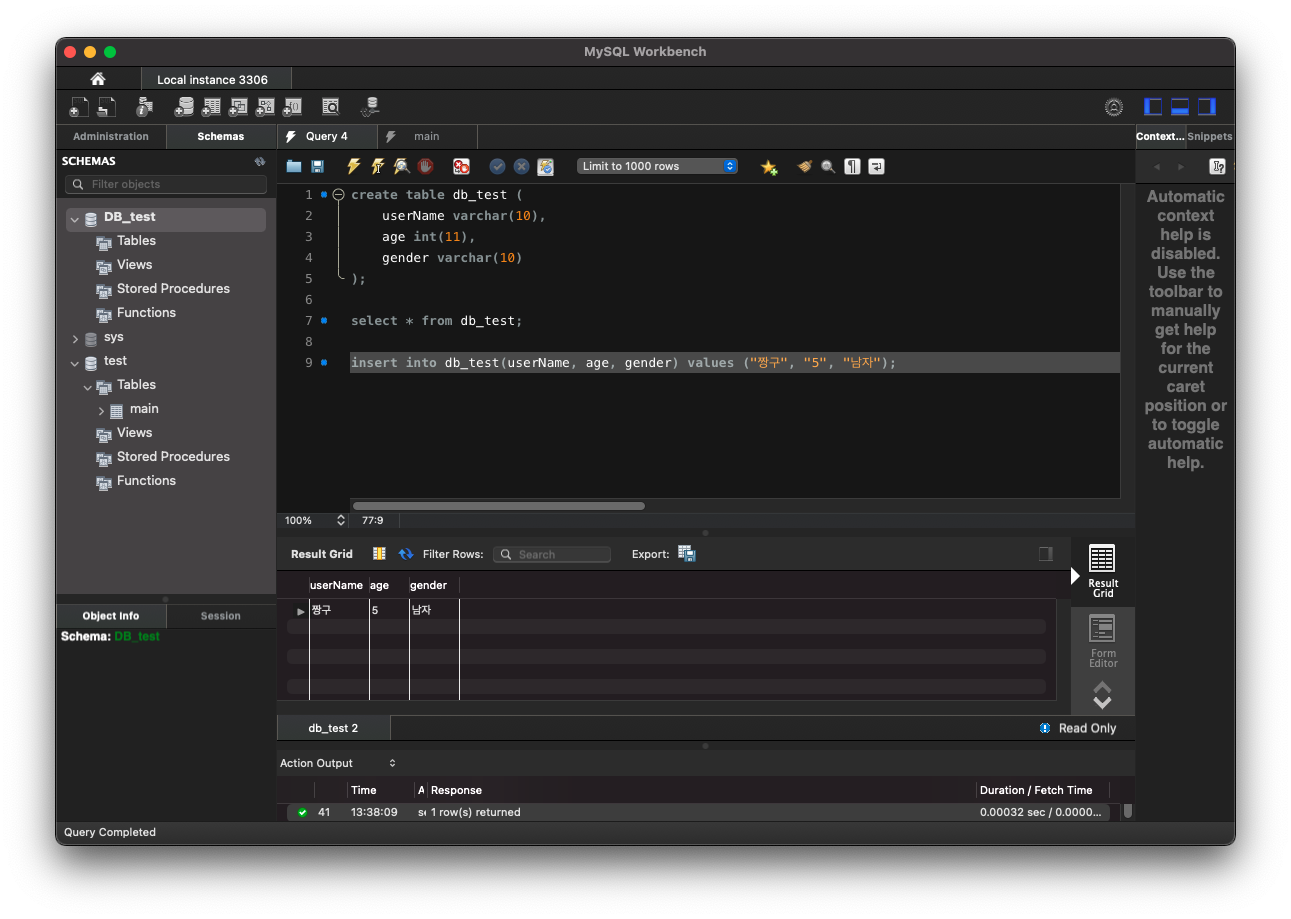 MySQL Workbench
Local instance 3306
Administration
Schemas
Query 4
main
Context...
Snippets
SCHEMAS
Filter objects
DB_test
Tables
Views
Stored Procedures
Functions
sys
test
Tables
main
Views
Stored Procedures
Functions
Object Info
Session
Schema: DB_test
Limit to 1000 rows
1 create table db_test (
2 userName varchar(10),
3 age int(11),
4 gender varchar(10)
5 );
6
7 select * from db_test;
8
9 insert into db_test(userName, age, gender) values ("짱구", "5", "남자");
100%
77:9
Result Grid
Filter Rows:
Search
Export:
userName age gender
짱구 5 남자
Result
Grid
Form
Editor
db_test 2
Read Only
Action Output
Time A Response Duration / Fetch Time
41 13:38:09 se 1 row(s) returned 0.00032 sec / 0.0000...
Automatic
context
help is
disabled.
Use the
toolbar to
manually
get help
for the
current
caret
position or
to toggle
automatic
help.
Query Completed